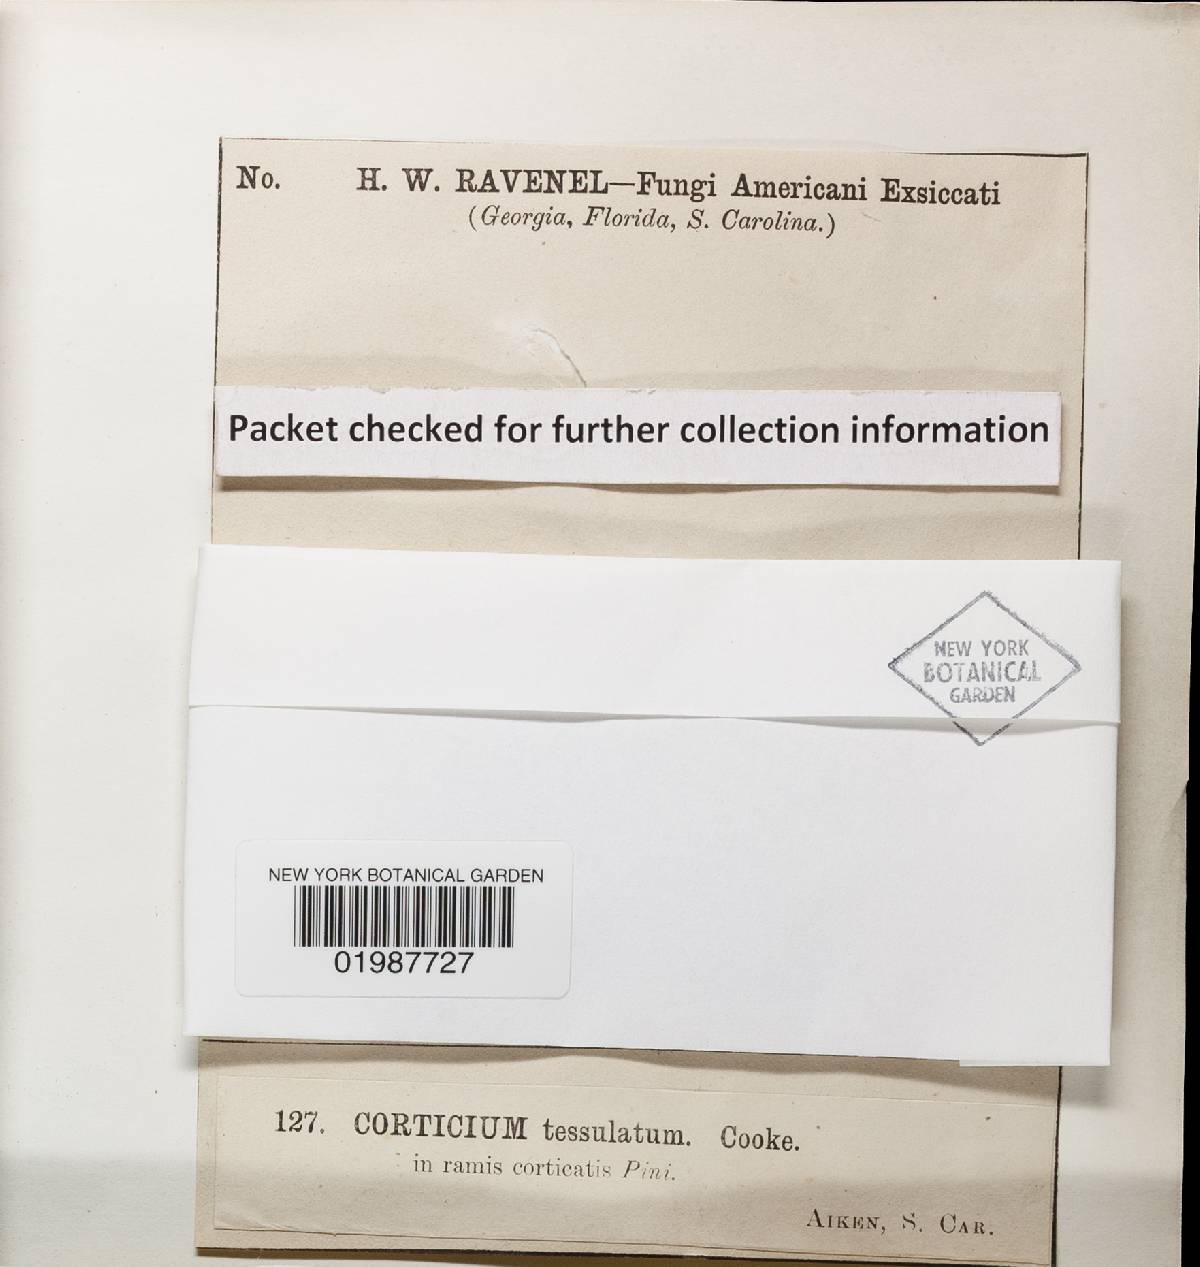 No. H. W. RAVENEL—Fungi Americani Exsiccati
(Georgia, Florida, S. Carolina.)
Packet checked for further collection information
NEW YORK
BOTANICAL
GARDEN
NEW YORK BOTANICAL GARDEN
01987727
127. CORTICIUM tessulatum. Cooke.
in ramis corticatis Pini.
AIKEN, S. CAR.